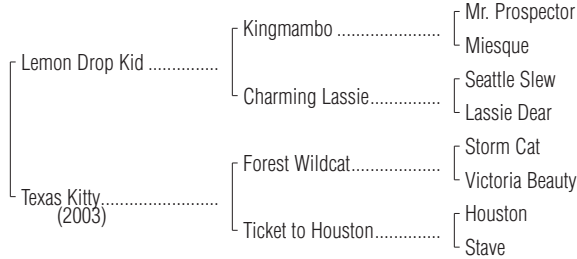 Mr. Prospector
Kingmambo ......................
Miesque
Lemon Drop Kid ...............
Seattle Slew
Charming Lassie...............
Lassie Dear
Storm Cat
Forest Wildcat...................
Victoria Beauty
Texas Kitty.........................
(2003)
Houston
Ticket to Houston..............
Stave